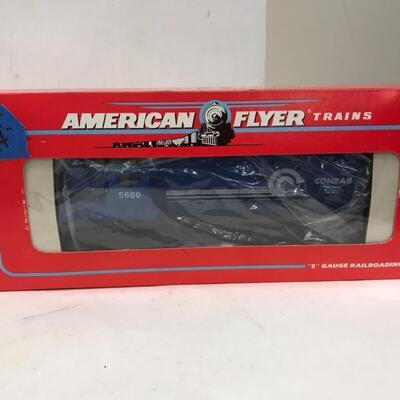 AMERICAN FLYER® TRAINS
5600
CONRAIL
"S" GAUGE RAILROADING